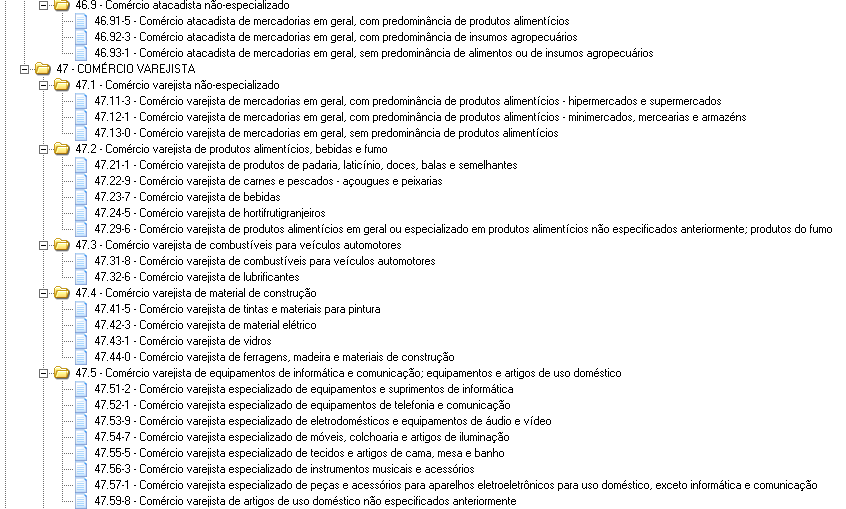 46.9 - Comércio atacadista não-especializado
46.91-5 - Comércio atacadista de mercadorias em geral, com predominância de produtos alimentícios
46.92-3 - Comércio atacadista de mercadorias em geral, com predominância de insumos agropecuários
46.93-1 - Comércio atacadista de mercadorias em geral, sem predominância de alimentos ou de insumos agropecuários
47 - COMÉRCIO VAREJISTA
47.1 - Comércio varejista não-especializado
47.11-3 - Comércio varejista de mercadorias em geral, com predominância de produtos alimentícios - hipermercados e supermercados
47.12-1 - Comércio varejista de mercadorias em geral, com predominância de produtos alimentícios - minimercados, mercearias e armazéns
47.13-0 - Comércio varejista de mercadorias em geral, sem predominância de produtos alimentícios
47.2 - Comércio varejista de produtos alimentícios, bebidas e fumo
47.21-1 - Comércio varejista de produtos de padaria, laticínio, doces, balas e semelhantes
47.22-9 - Comércio varejista de carnes e pescados - açougues e peixarias
47.23-7 - Comércio varejista de bebidas
47.24-5 - Comércio varejista de hortifrutigranjeiros
47.29-6 - Comércio varejista de produtos alimentícios em geral ou especializado em produtos alimentícios não especificados anteriormente; produtos do fumo
47.3 - Comércio varejista de combustíveis para veículos automotores
47.31-8 - Comércio varejista de combustíveis para veículos automotores
47.32-6 - Comércio varejista de lubrificantes
47.4 - Comércio varejista de material de construção
47.41-5 - Comércio varejista de tintas e materiais para pintura
47.42-3 - Comércio varejista de material elétrico
47.43-1 - Comércio varejista de vidros
47.44-0 - Comércio varejista de ferragens, madeira e materiais de construção
47.5 - Comércio varejista de equipamentos de informática e comunicação; equipamentos e artigos de uso doméstico
47.51-2 - Comércio varejista especializado de equipamentos e suprimentos de informática
47.52-1 - Comércio varejista especializado de equipamentos de telefonia e comunicação
47.53-9 - Comércio varejista especializado de eletrodomésticos e equipamentos de áudio e vídeo
47.54-7 - Comércio varejista especializado de móveis, colchoaria e artigos de iluminação
47.55-5 - Comércio varejista especializado de tecidos e artigos de cama, mesa e banho
47.56-3 - Comércio varejista especializado de instrumentos musicais e acessórios
47.57-1 - Comércio varejista especializado de peças e acessórios para aparelhos eletroeletrônicos para uso doméstico, exceto informática e comunicação
47.59-8 - Comércio varejista de artigos de uso doméstico não especificados anteriormente